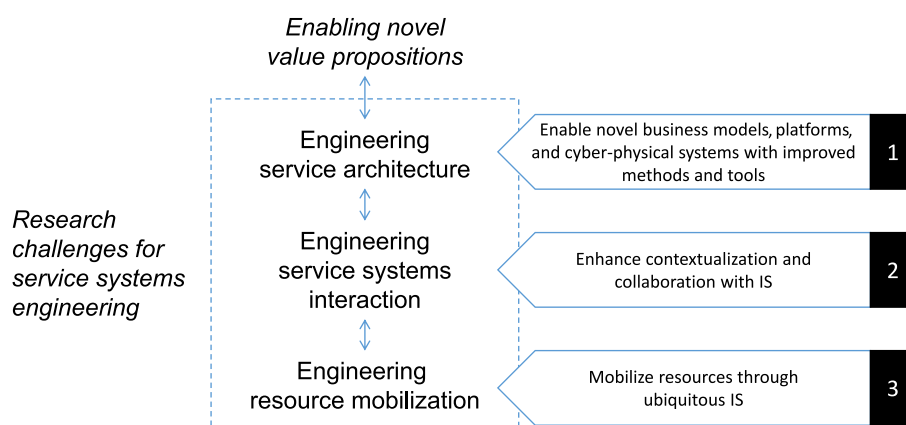 Enabling novel
value propositions
Engineering
service architecture
Enable novel business models, platforms,
and cyber-physical systems with improved
methods and tools
1
Research
challenges for
service systems
engineering
Engineering
service systems
interaction
Enhance contextualization and
collaboration with IS
2
Engineering
resource mobilization
Mobilize resources through
ubiquitous IS
3